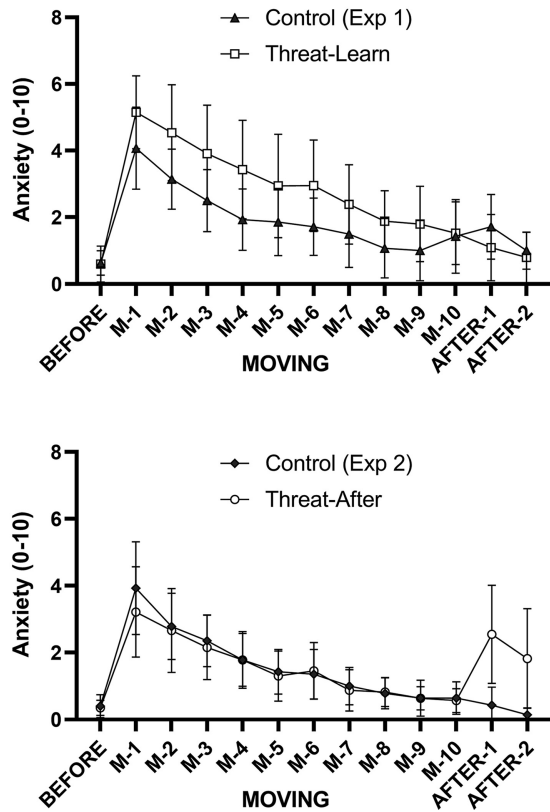 8
Control (Exp 1)
Threat-Learn
6
4
2
0
Anxiety (0-10)
BEFORE
M-1
M-2
M-3
M-4
M-5
M-6
M-7
M-8
M-9
M-10
AFTER-1
AFTER-2
MOVING
8
Control (Exp 2)
Threat-After
6
4
2
0
Anxiety (0-10)
BEFORE
M-1
M-2
M-3
M-4
M-5
M-6
M-7
M-8
M-9
M-10
AFTER-1
AFTER-2
MOVING